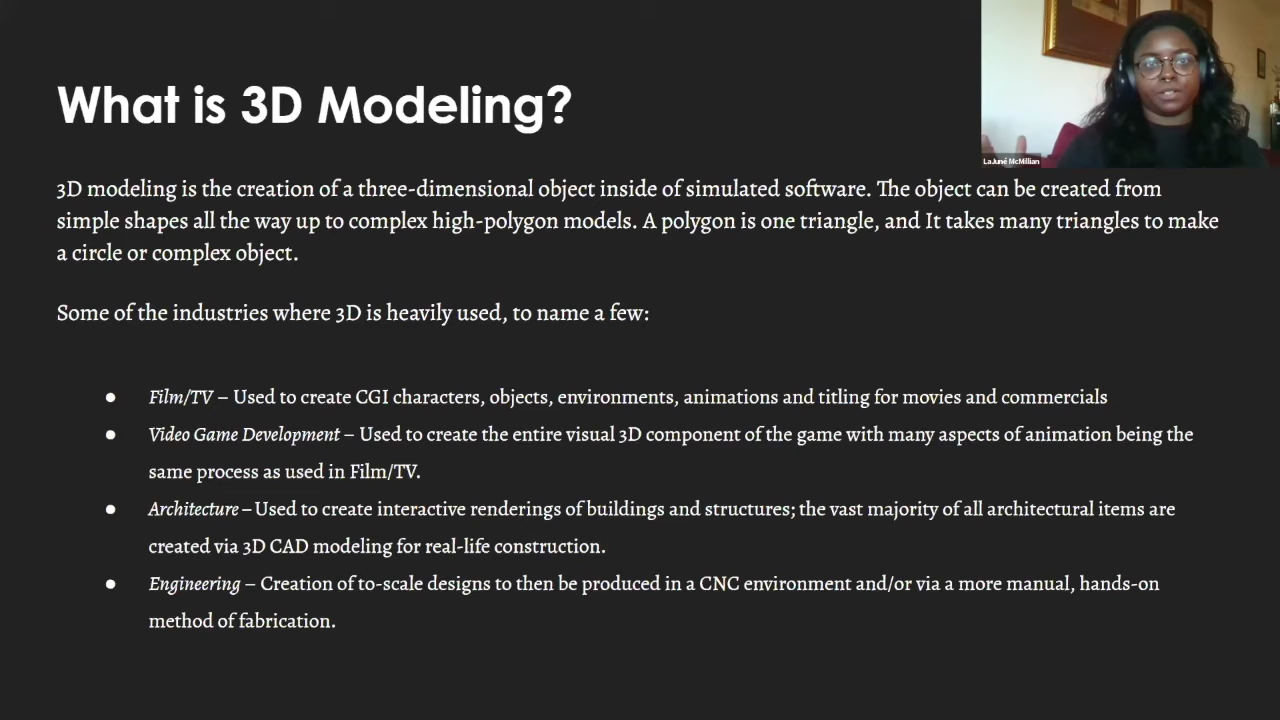 What is 3D Modeling?
LaJuné McMillian
3D modeling is the creation of a three-dimensional object inside of simulated software. The object can be created from
simple shapes all the way up to complex high-polygon models. A polygon is one triangle, and It takes many triangles to make
a circle or complex object.
Some of the industries where 3D is heavily used, to name a few:
● Film/TV – Used to create CGI characters, objects, environments, animations and titling for movies and commercials
● Video Game Development – Used to create the entire visual 3D component of the game with many aspects of animation being the
same process as used in Film/TV.
● Architecture – Used to create interactive renderings of buildings and structures; the vast majority of all architectural items are
created via 3D CAD modeling for real-life construction.
● Engineering – Creation of to-scale designs to then be produced in a CNC environment and/or via a more manual, hands-on
method of fabrication.